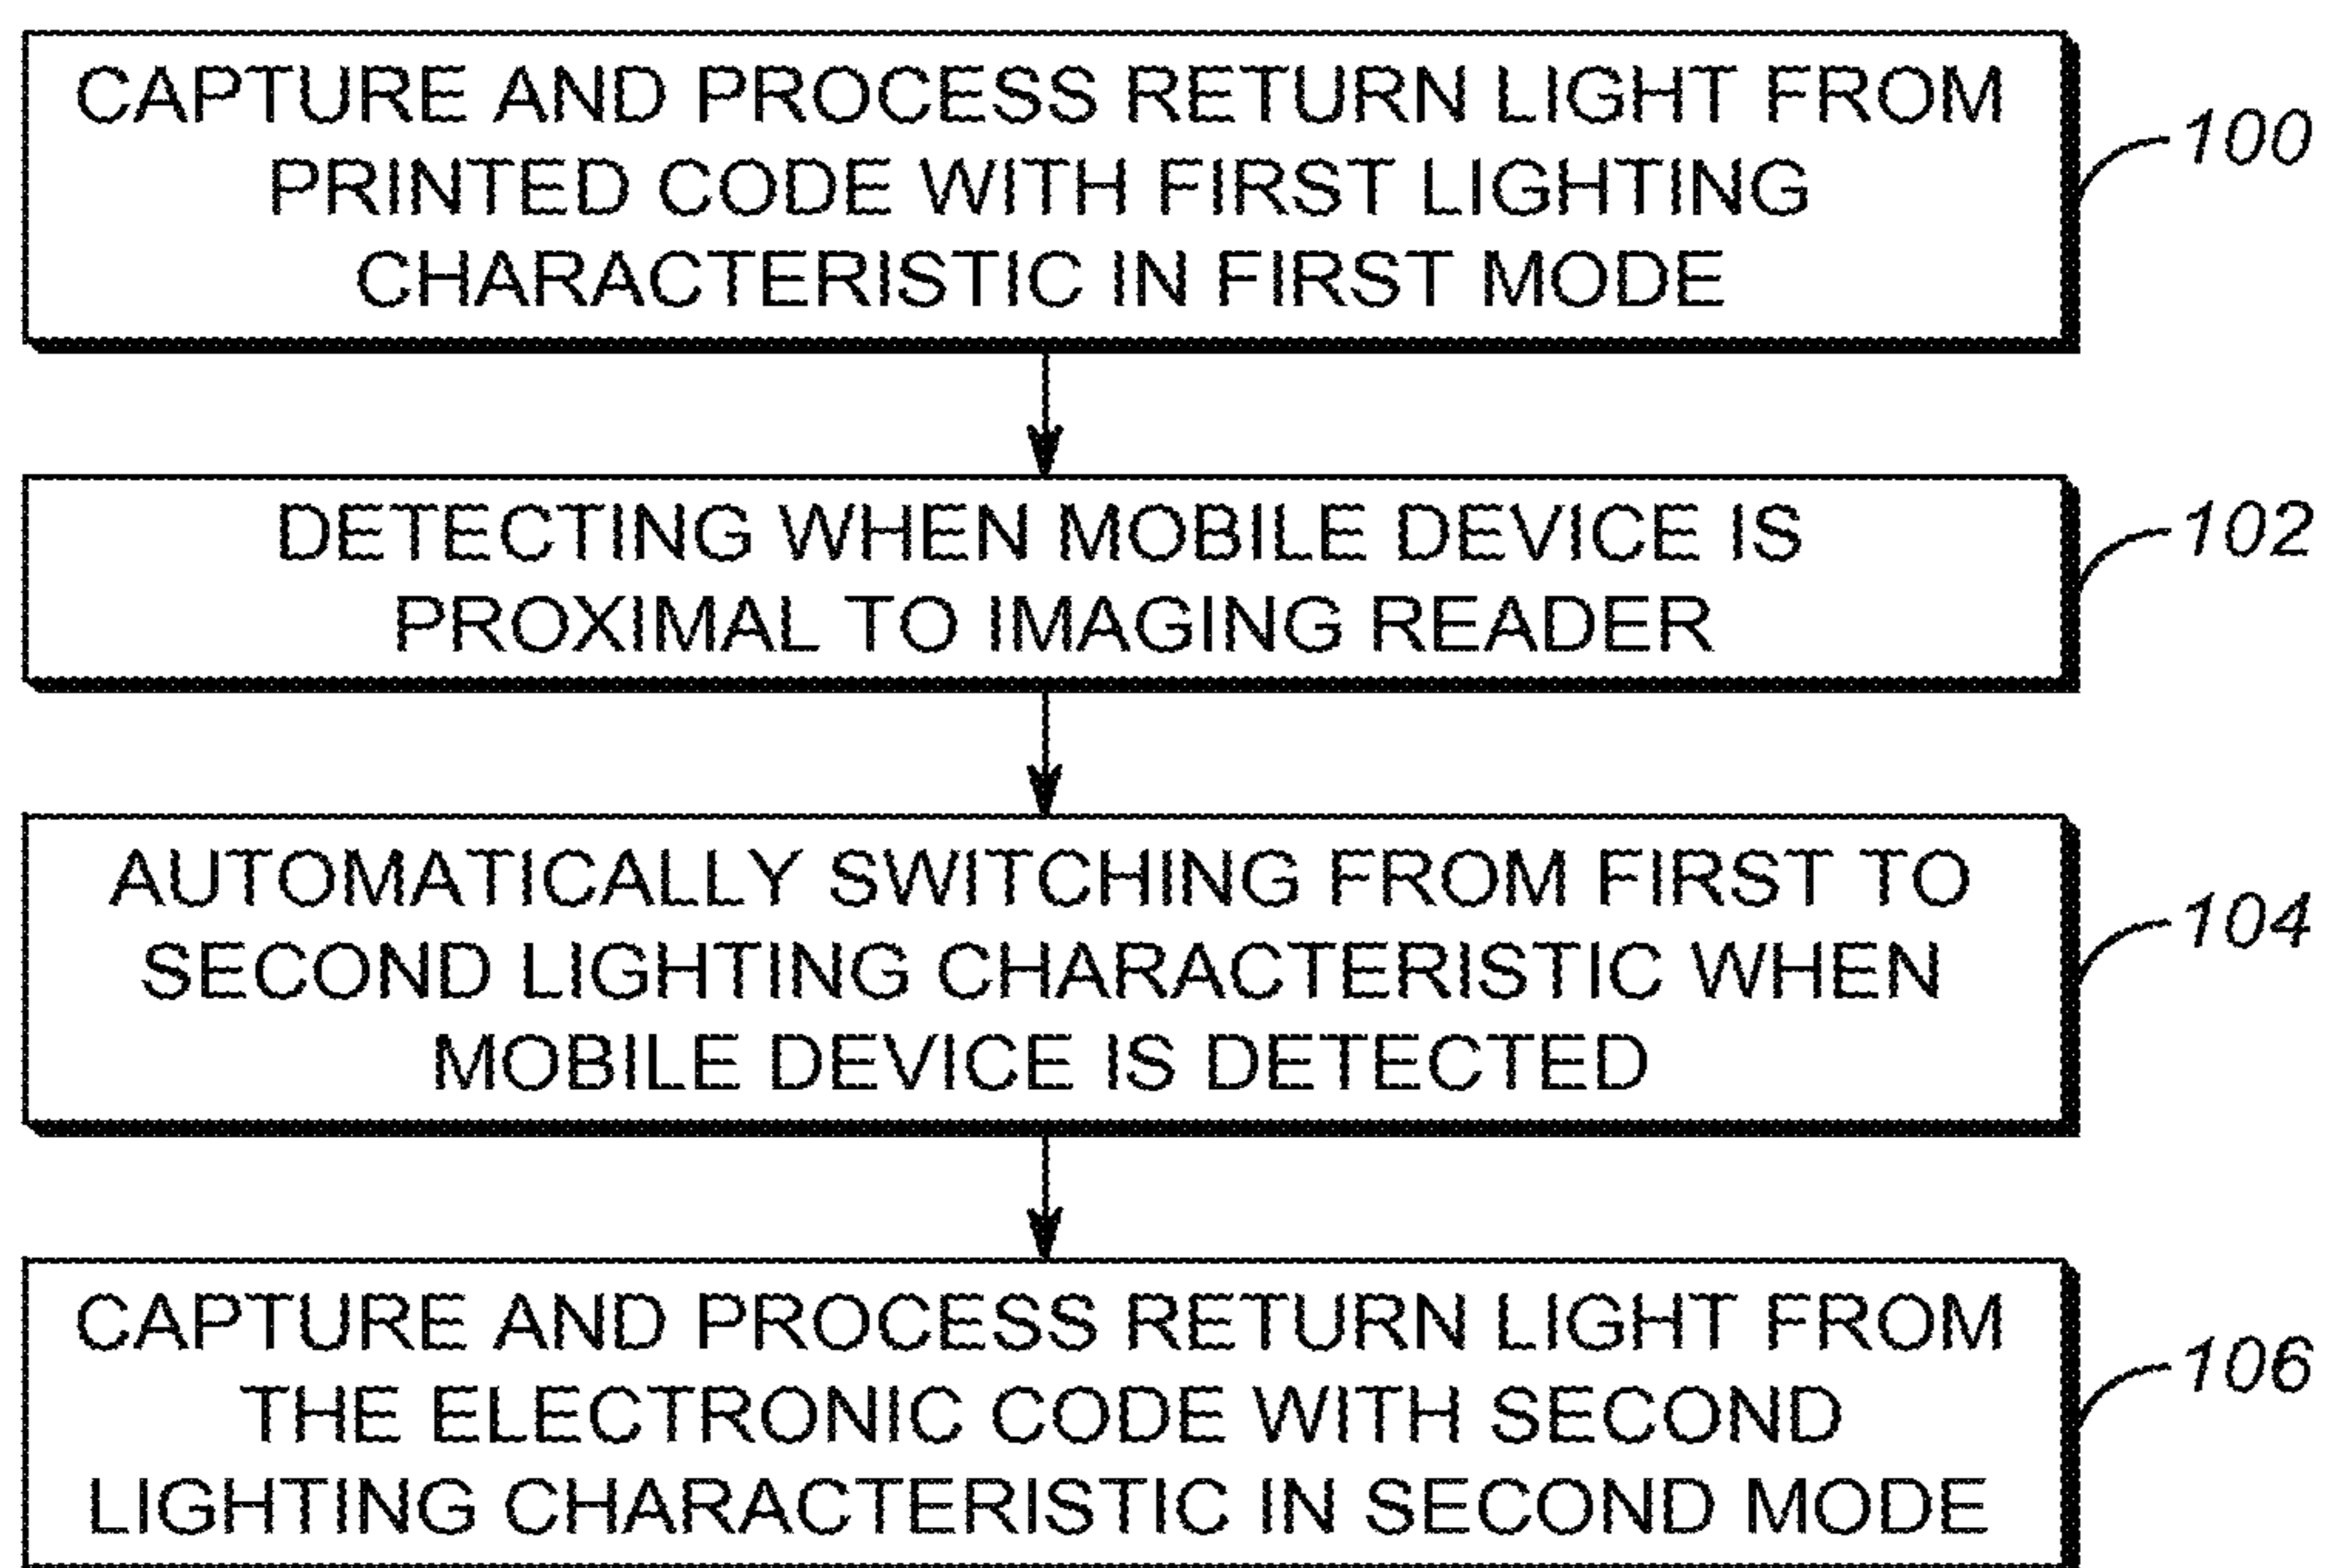 CAPTURE AND PROCESS RETURN LIGHT FROM
PRINTED CODE WITH FIRST LIGHTING
CHARACTERISTIC IN FIRST MODE
100
DETECTING WHEN MOBILE DEVICE IS
PROXIMAL TO IMAGING READER
102
AUTOMATICALLY SWITCHING FROM FIRST TO
SECOND LIGHTING CHARACTERISTIC WHEN
MOBILE DEVICE IS DETECTED
104
CAPTURE AND PROCESS RETURN LIGHT FROM
THE ELECTRONIC CODE WITH SECOND
LIGHTING CHARACTERISTIC IN SECOND MODE
106